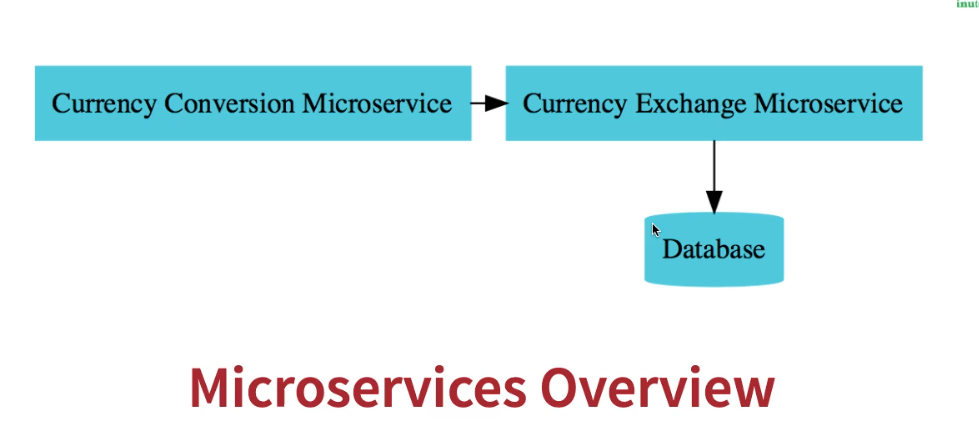 Currency Conversion Microservice
Currency Exchange Microservice
Database
Microservices Overview